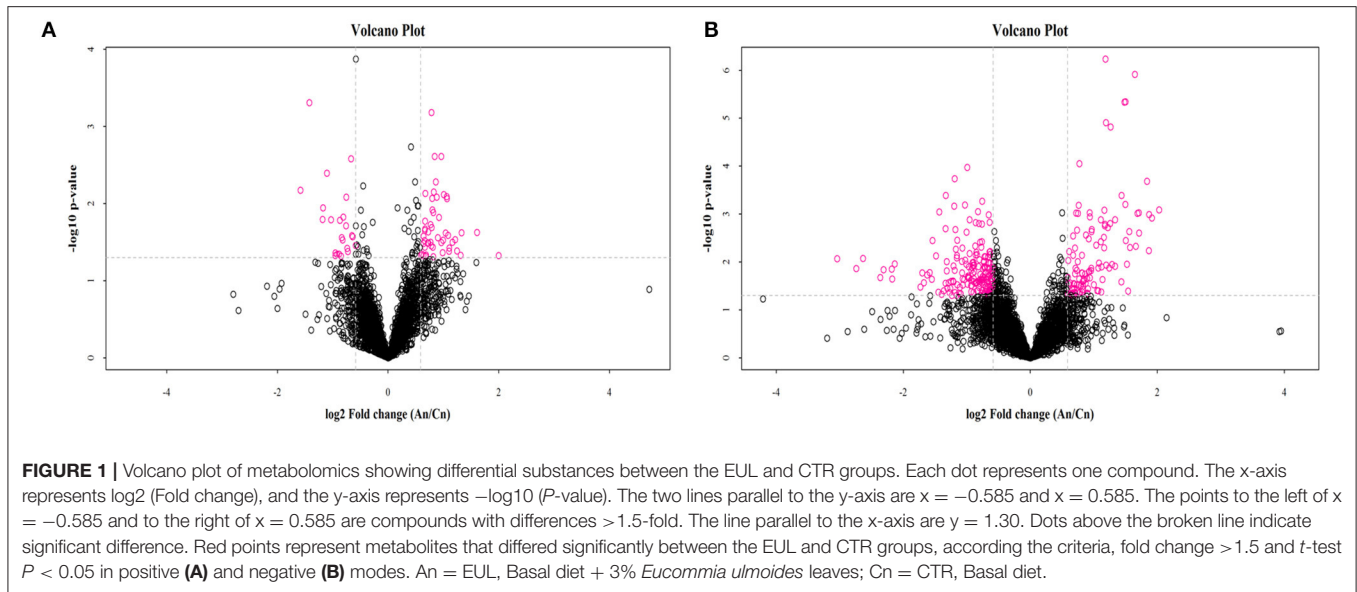 A
Volcano Plot
4
3
2
1
0
-log10 p-value
-4
-2
0
2
4
log2 Fold change (An/Cn)
B
Volcano Plot
6
5
4
3
2
1
0
-log10 p-value
-4
-2
0
2
4
log2 Fold change (An/Cn)
FIGURE 1 | Volcano plot of metabolomics showing differential substances between the EUL and CTR groups. Each dot represents one compound. The x-axis
represents log2 (Fold change), and the y-axis represents −log10 (P-value). The two lines parallel to the y-axis are x = −0.585 and x = 0.585. The points to the left of x
= −0.585 and to the right of x = 0.585 are compounds with differences >1.5-fold. The line parallel to the x-axis are y = 1.30. Dots above the broken line indicate
significant difference. Red points represent metabolites that differed significantly between the EUL and CTR groups, according the criteria, fold change >1.5 and t-test
P < 0.05 in positive (A) and negative (B) modes. An = EUL, Basal diet + 3% Eucommia ulmoides leaves; Cn = CTR, Basal diet.